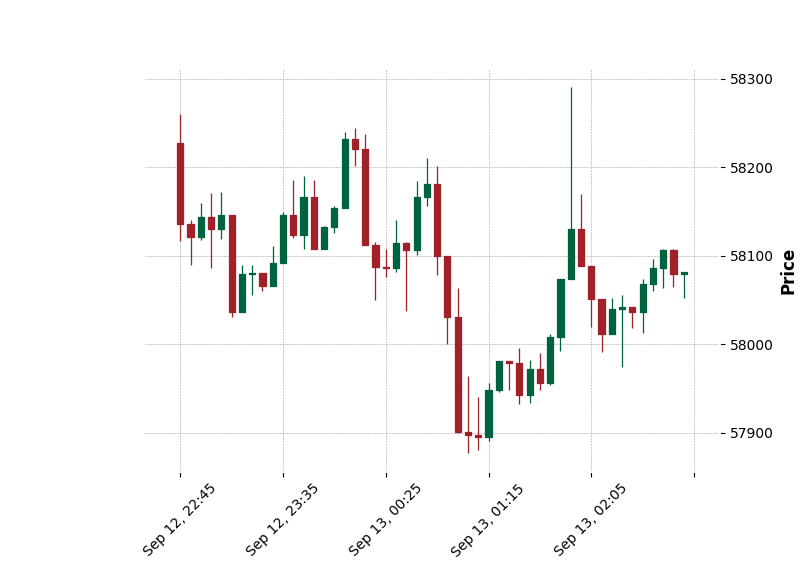 58300
58200
58100
58000
57900
Price
Sep 12, 22:45
Sep 12, 23:35
Sep 13, 00:25
Sep 13, 01:15
Sep 13, 02:05